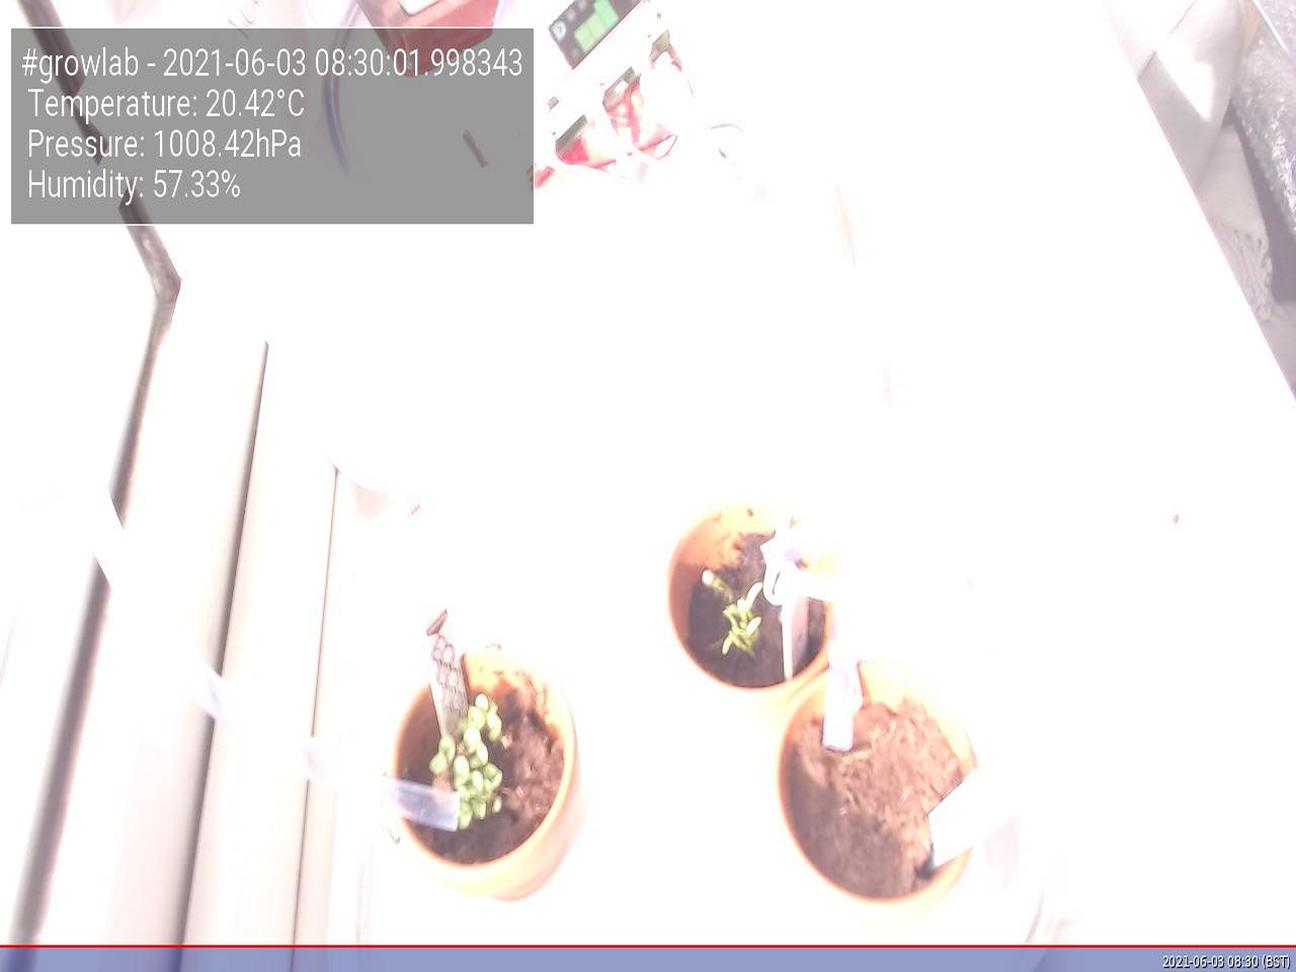 #growlab - 2021-06-03 08:30:01.998343
Temperature: 20.42°C
Pressure: 1008.42hPa
Humidity: 57.33%
2021-06-03 08:30 (BST)